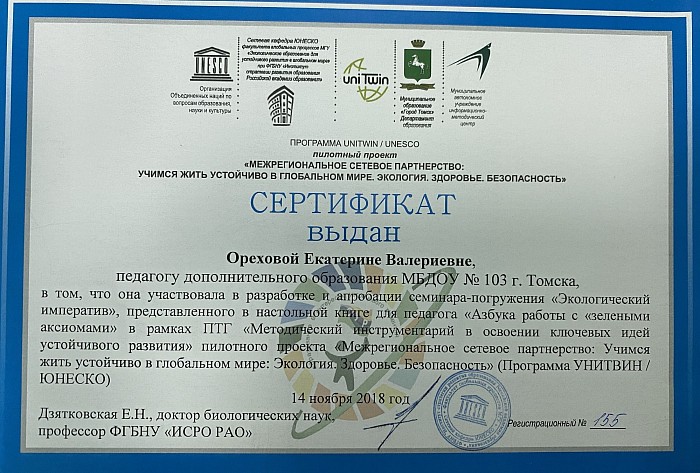 UNESCO
Организация
Объединенных наций по
вопросам образования,
науки и культуры
Сетевая кафедра ЮНЕСКО
факультета глобальных процессов МГУ
«Экологическое образование для
устойчивого развития в глобальном мире»
при ФГБНУ «Институт
стратегии развития образования
Российской академии образования»
uniTwin
Муниципальное
образование
«Город Томск»
Департамент
образования
Муниципальное
автономное
учреждение
информационно-
методический
центр
ПРОГРАММА UNITWIN / UNESCO
пилотный проект
«МЕЖРЕГИОНАЛЬНОЕ СЕТЕВОЕ ПАРТНЕРСТВО:
УЧИМСЯ ЖИТЬ УСТОЙЧИВО В ГЛОБАЛЬНОМ МИРЕ. ЭКОЛОГИЯ. ЗДОРОВЬЕ. БЕЗОПАСНОСТЬ»
СЕРТИФИКАТ
выдан
Ореховой Екатерине Валериевне,
педагогу дополнительного образования МБДОУ № 103 г. Томска,
в том, что она участвовала в разработке и апробации семинара-погружения «Экологический
императив», представленного в настольной книге для педагога «Азбука работы с «зелеными
аксиомами» в рамках ПТГ «Методический инструментарий в освоении ключевых идей
устойчивого развития» пилотного проекта «Межрегиональное сетевое партнерство: Учимся
жить устойчиво в глобальном мире: Экология. Здоровье. Безопасность» (Программа УНИТВИН /
ЮНЕСКО)
14 ноября 2018 год
Дзятковская Е.Н., доктор биологических наук,
профессор ФГБНУ «ИСРО РАО»
Регистрационный № 155